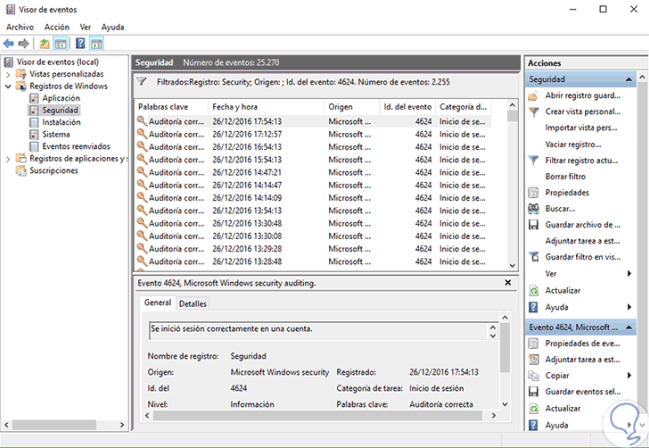 Visor de eventos
Archivo Acción Ver Ayuda
Visor de eventos (local)
Vistas personalizadas
Registros de Windows
Aplicación
Seguridad
Instalación
Sistema
Eventos reenviados
Registros de aplicaciones y s
Suscripciones
Seguridad Número de eventos: 25.270
Filtrados:Registro: Security; Origen: ; Id. del evento: 4624. Número de eventos: 2.255
Palabras clave Fecha y hora Origen Id. del evento Categoría d...
Auditoría corr... 26/12/2016 17:54:13 Microsoft ... 4624 Inicio de se...
Auditoría corr... 26/12/2016 17:12:57 Microsoft ... 4624 Inicio de se...
Auditoría corr... 26/12/2016 16:54:13 Microsoft ... 4624 Inicio de se...
Auditoría corr... 26/12/2016 15:54:13 Microsoft ... 4624 Inicio de se...
Auditoría corr... 26/12/2016 14:47:21 Microsoft ... 4624 Inicio de se...
Auditoría corr... 26/12/2016 14:14:47 Microsoft ... 4624 Inicio de se...
Auditoría corr... 26/12/2016 14:14:09 Microsoft ... 4624 Inicio de se...
Auditoría corr... 26/12/2016 13:54:13 Microsoft ... 4624 Inicio de se...
Auditoría corr... 26/12/2016 13:30:48 Microsoft ... 4624 Inicio de se...
Auditoría corr... 26/12/2016 13:30:08 Microsoft ... 4624 Inicio de se...
Auditoría corr... 26/12/2016 13:29:28 Microsoft ... 4624 Inicio de se...
Auditoría corr... 26/12/2016 13:28:48 Microsoft ... 4624 Inicio de se...
Evento 4624, Microsoft Windows security auditing.
General Detalles
Se inició sesión correctamente en una cuenta.
Nombre de registro: Seguridad
Origen: Microsoft Windows security Registrado: 26/12/2016 17:54:13
Id. del 4624 Categoría de tarea: Inicio de sesión
Nivel: Información Palabras clave: Auditoría correcta
Acciones
Seguridad
Abrir registro guard...
Crear vista personal...
Importar vista pers...
Vaciar registro...
Filtrar registro actu...
Borrar filtro
Propiedades
Buscar...
Guardar archivo de ...
Adjuntar tarea a est...
Guardar filtro en vis...
Ver
Actualizar
Ayuda
Evento 4624, Microsoft ...
Propiedades de eve...
Adjuntar tarea a est...
Copiar
Guardar eventos sel...
Actualizar
Ayuda